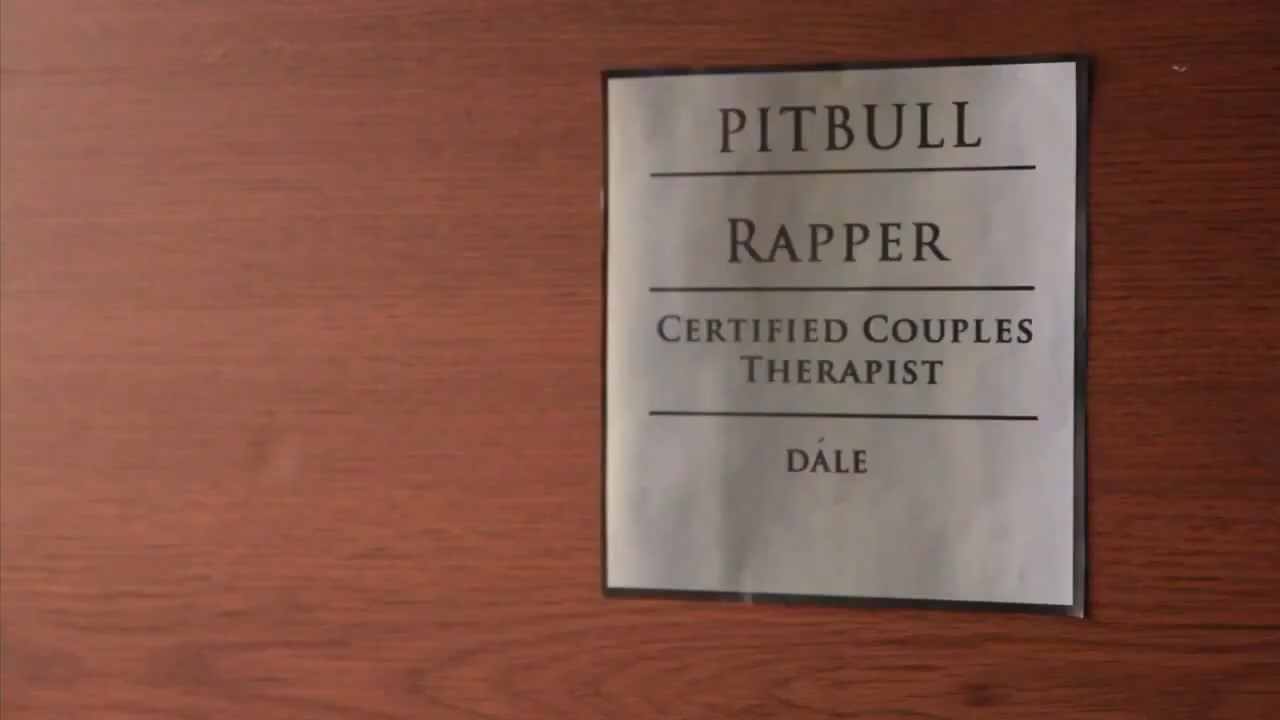 PITBULL
RAPPER
CERTIFIED COUPLES
THERAPIST
DÁLE